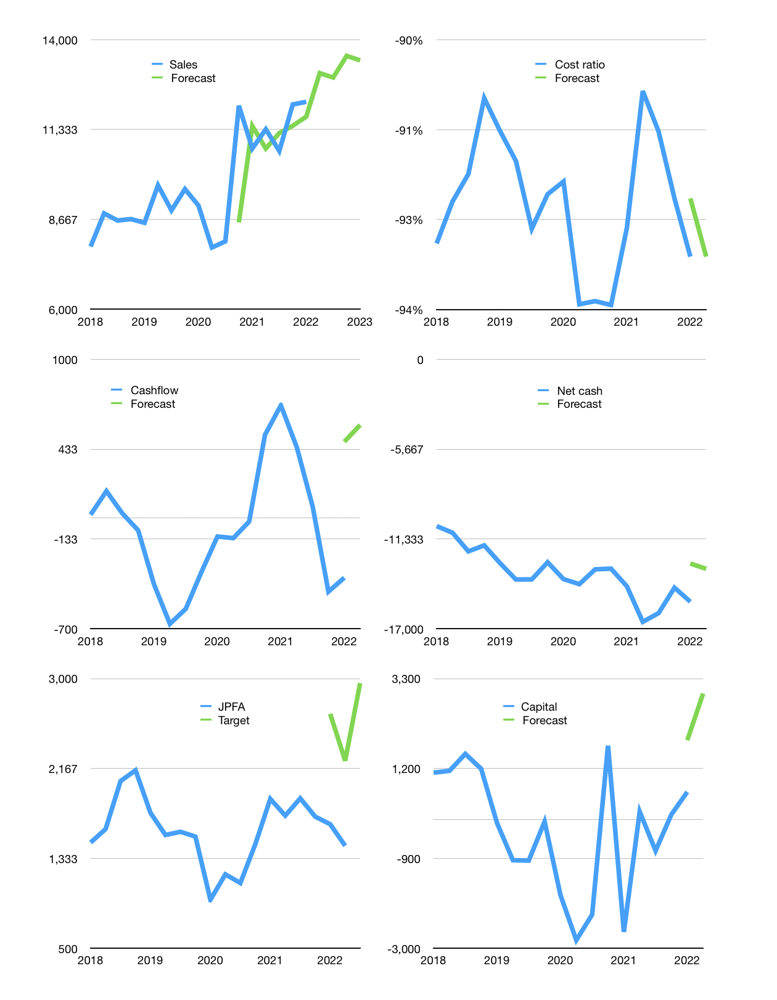 14,000
Sales
Forecast
11,333
8,667
6,000
2018 2019 2020 2021 2022 2023
-90%
Cost ratio
Forecast
-91%
-93%
-94%
2018 2019 2020 2021 2022
1000
Cashflow
Forecast
433
-133
-700
2018 2019 2020 2021 2022
0
Net cash
Forecast
-5,667
-11,333
-17,000
2018 2019 2020 2021 2022
3,000
JPFA
Target
2,167
1,333
500
2018 2019 2020 2021 2022
3,300
Capital
Forecast
1,200
-900
-3,000
2018 2019 2020 2021 2022